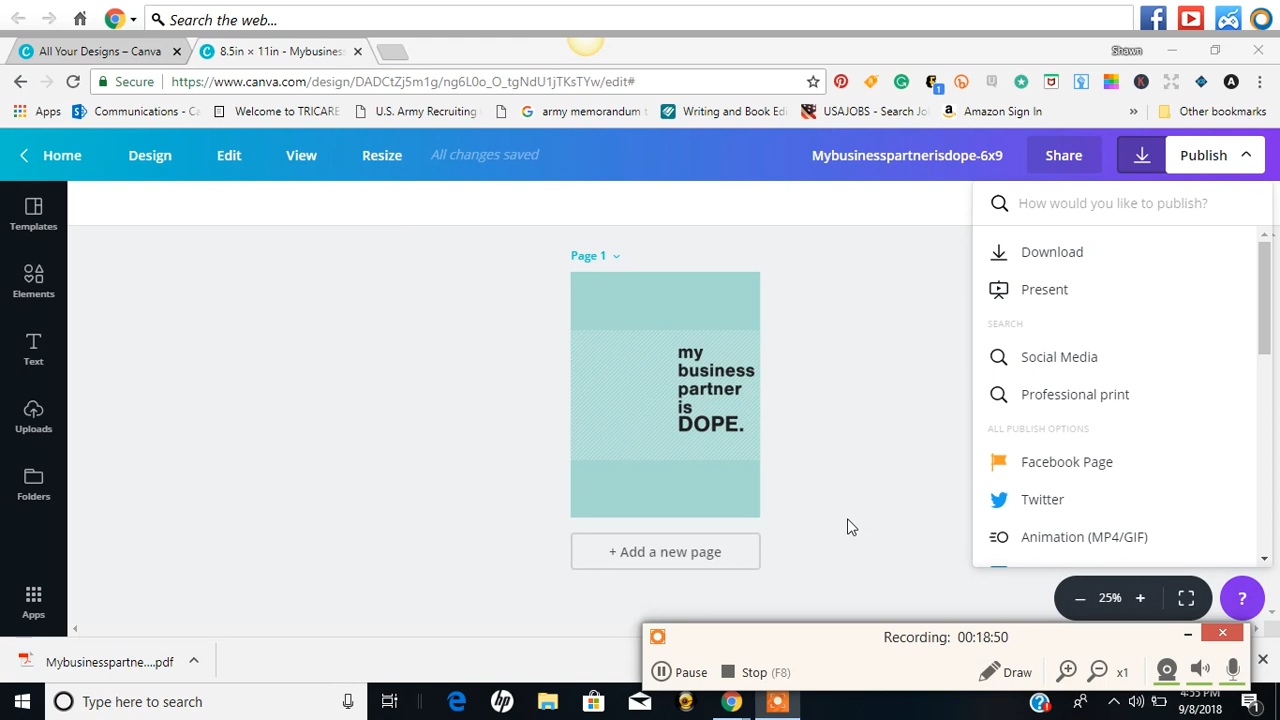 Search the web...
All Your Designs – Canva
8.5in × 11in - Mybusiness
Shawn
Secure
https://www.canva.com/design/DADCtZj5m1g/ng6L0o_O_tgNdU1jTKsTYw/edit#
Apps
Communications - Ca
Welcome to TRICARE
U.S. Army Recruiting
army memorandum t
Writing and Book Edi
USAJOBS - Search Jo
Amazon Sign In
»
Other bookmarks
Home
Design
Edit
View
Resize
All changes saved
Mybusinesspartnerisdope-6x9
Share
Publish
Templates
Elements
Text
Uploads
Folders
Apps
Page 1
my
business
partner
is
DOPE.
+ Add a new page
How would you like to publish?
Download
Present
SEARCH
Social Media
Professional print
ALL PUBLISH OPTIONS
Facebook Page
Twitter
Animation (MP4/GIF)
– 25% +
?
Recording: 00:18:50
Pause
Stop (F8)
Draw
x1
Mybusinesspartne....pdf
Type here to search
4:55 PM
9/8/2018